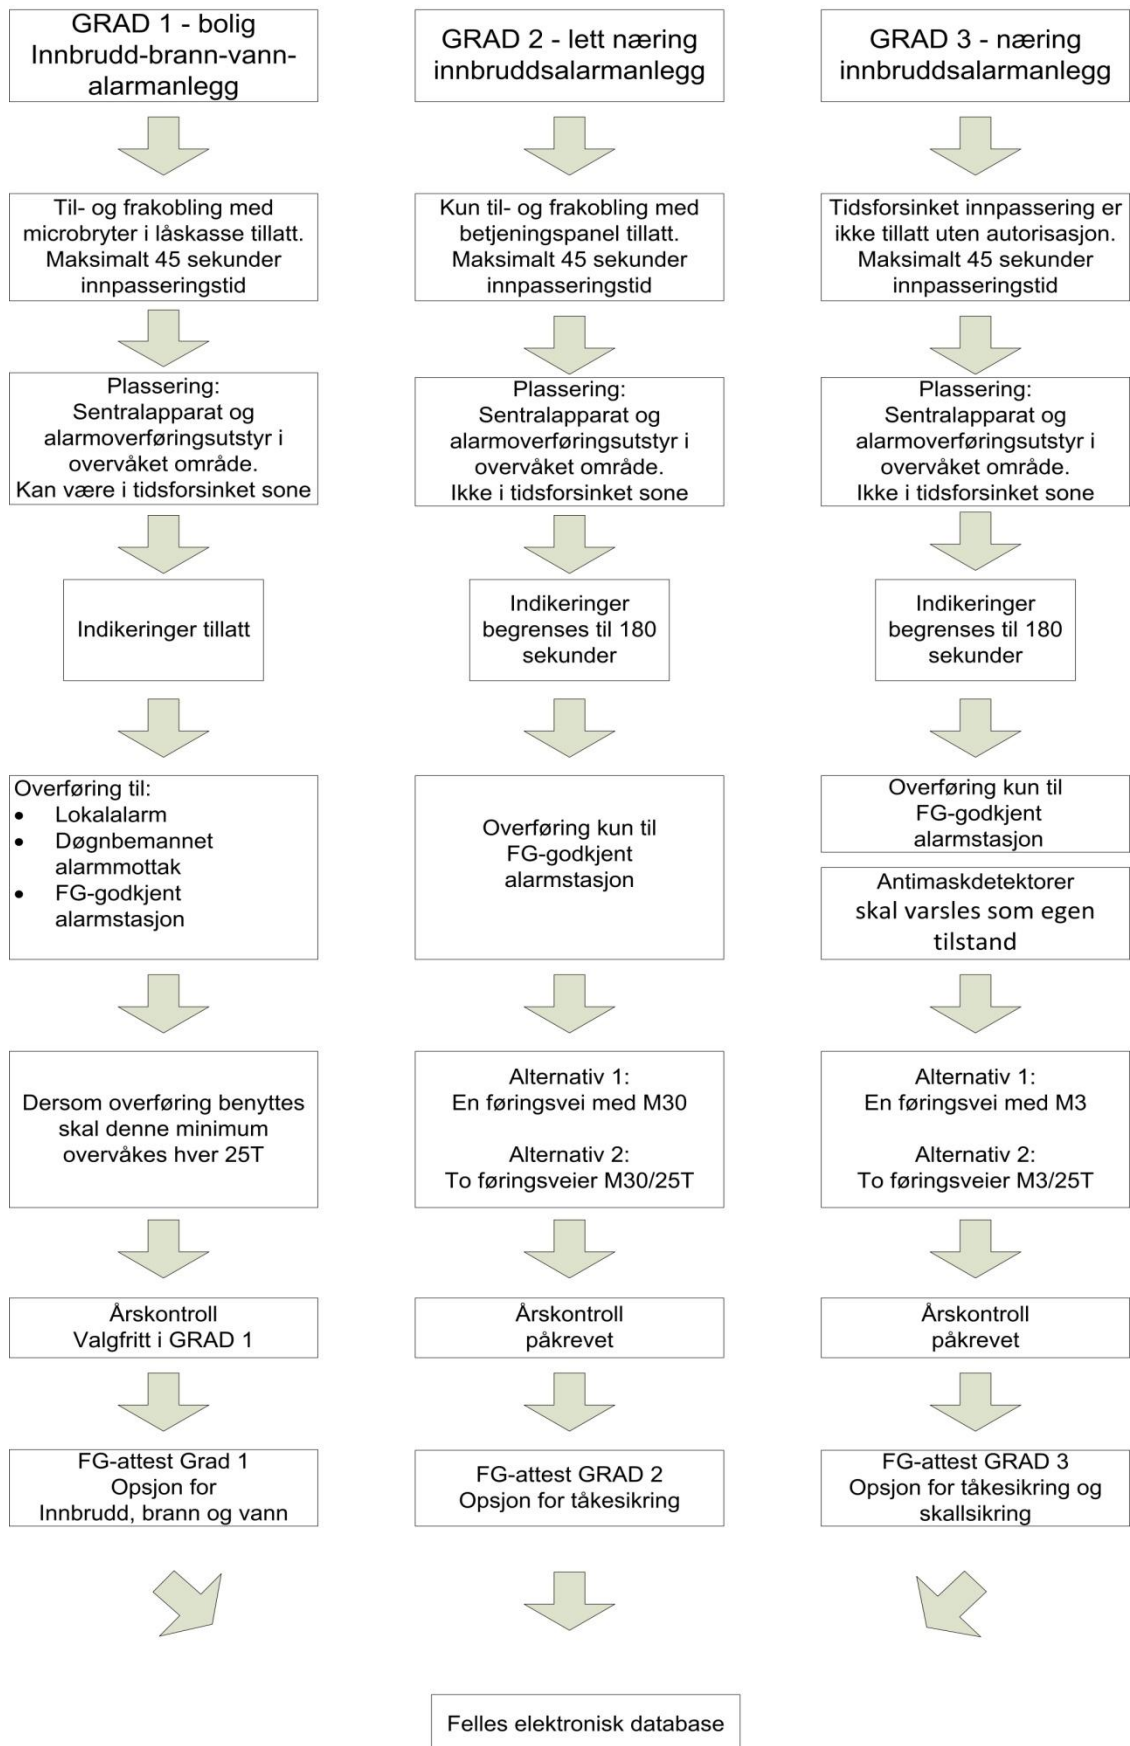 GRAD 1 - bolig
Innbrudd-brann-vann-
alarmanlegg
GRAD 2 - lett næring
innbruddsalarmanlegg
GRAD 3 - næring
innbruddsalarmanlegg
Til- og frakobling med
microbryter i låskasse tillatt.
Maksimalt 45 sekunder
innpasseringstid
Kun til- og frakobling med
betjeningspanel tillatt.
Maksimalt 45 sekunder
innpasseringstid
Tidsforsinket innpassering er
ikke tillatt uten autorisasjon.
Maksimalt 45 sekunder
innpasseringstid
Plassering:
Sentralapparat og
alarmoverføringsutstyr i
overvåket område.
Kan være i tidsforsinket sone
Plassering:
Sentralapparat og
alarmoverføringsutstyr i
overvåket område.
Ikke i tidsforsinket sone
Plassering:
Sentralapparat og
alarmoverføringsutstyr i
overvåket område.
Ikke i tidsforsinket sone
Indikeringer tillatt
Indikeringer
begrenses til 180
sekunder
Indikeringer
begrenses til 180
sekunder
Overføring til:
• Lokalalarm
• Døgnbemannet
alarmmottak
• FG-godkjent
alarmstasjon
Overføring kun til
FG-godkjent
alarmstasjon
Overføring kun til
FG-godkjent
alarmstasjon
Antimaskdetektorer
skal varsles som egen
tilstand
Dersom overføring benyttes
skal denne minimum
overvåkes hver 25T
Alternativ 1:
En føringsvei med M30
Alternativ 2:
To føringsveier M30/25T
Alternativ 1:
En føringsvei med M3
Alternativ 2:
To føringsveier M3/25T
Årskontroll
Valgfritt i GRAD 1
Årskontroll
påkrevet
Årskontroll
påkrevet
FG-attest Grad 1
Opsjon for
Innbrudd, brann og vann
FG-attest GRAD 2
Opsjon for tåkesikring
FG-attest GRAD 3
Opsjon for tåkesikring og
skallsikring
Felles elektronisk database